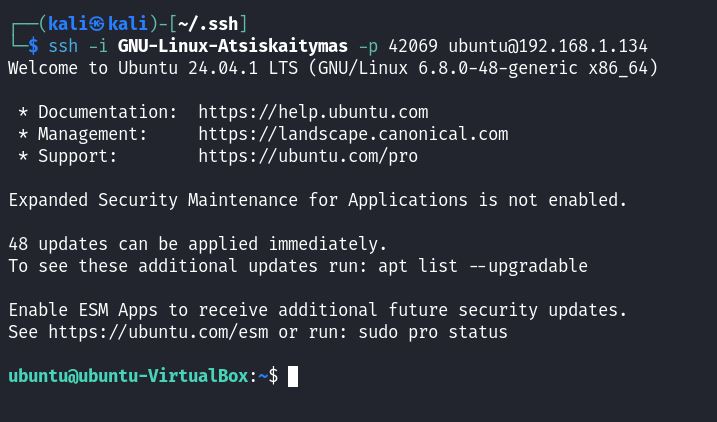 ┌──(kali㉿kali)-[~/.ssh]
└─$ ssh -i GNU-Linux-Atsiskaitymas -p 42069 ubuntu@192.168.1.134
Welcome to Ubuntu 24.04.1 LTS (GNU/Linux 6.8.0-48-generic x86_64)
* Documentation:  https://help.ubuntu.com
* Management:     https://landscape.canonical.com
* Support:        https://ubuntu.com/pro
Expanded Security Maintenance for Applications is not enabled.
48 updates can be applied immediately.
To see these additional updates run: apt list --upgradable
Enable ESM Apps to receive additional future security updates.
See https://ubuntu.com/esm or run: sudo pro status
ubuntu@ubuntu-VirtualBox:~$